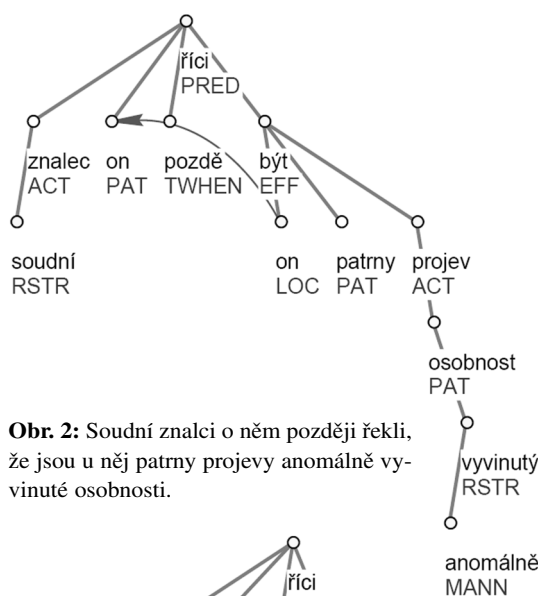 říci
PRED
znalec on pozdě být
ACT PAT TWHEN EFF
soudní on patrny projev
RSTR LOC PAT ACT
osobnost
PAT
Obr. 2: Soudní znalci o něm později řekli,
že jsou u něj patrny projevy anomálně vy-
vinuté osobnosti.
vyvinutý
RSTR
anomálně
MANN
říci